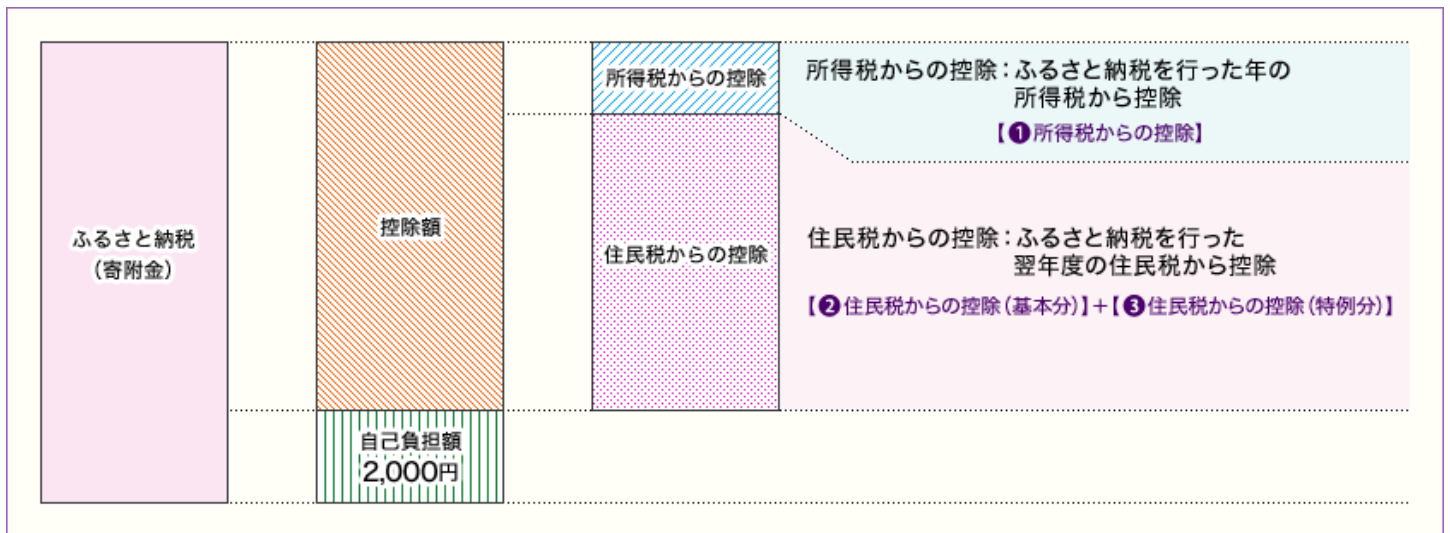 ふるさと納税
（寄附金）
控除額
自己負担額
2,000円
所得税からの控除
住民税からの控除
所得税からの控除：ふるさと納税を行った年の
所得税から控除
【❶所得税からの控除】
住民税からの控除：ふるさと納税を行った
翌年度の住民税から控除
【❷住民税からの控除（基本分）】＋【❸住民税からの控除（特例分）】